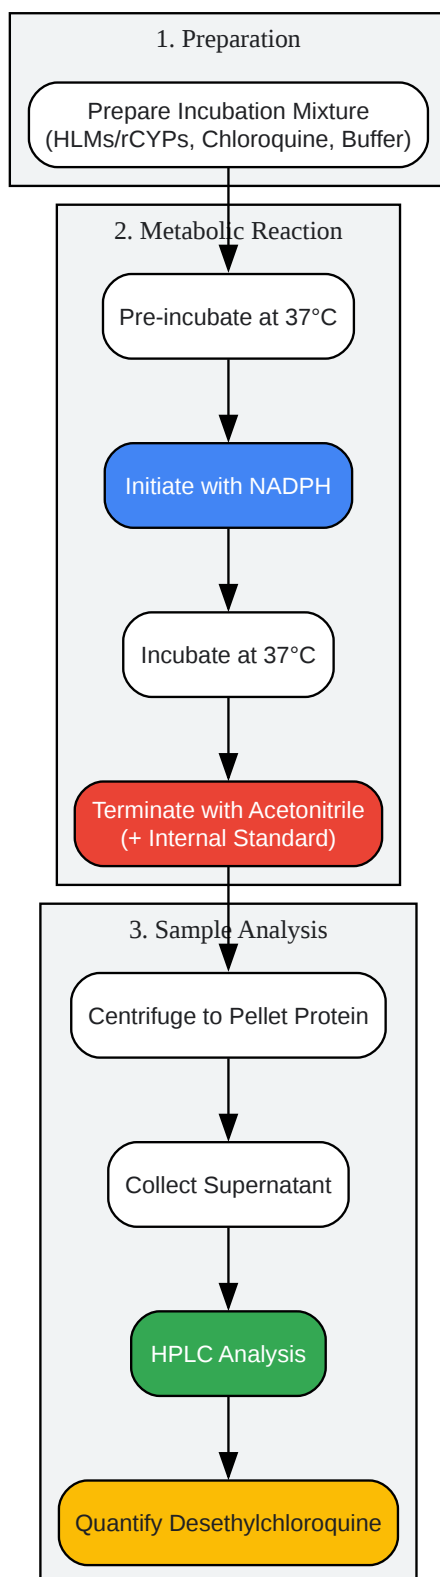 1. Preparation
Prepare Incubation Mixture
(HLMs/rCYPs, Chloroquine, Buffer)
2. Metabolic Reaction
Pre-incubate at 37°C
Initiate with NADPH
Incubate at 37°C
Terminate with Acetonitrile
(+ Internal Standard)
3. Sample Analysis
Centrifuge to Pellet Protein
Collect Supernatant
HPLC Analysis
Quantify Desethylchloroquine